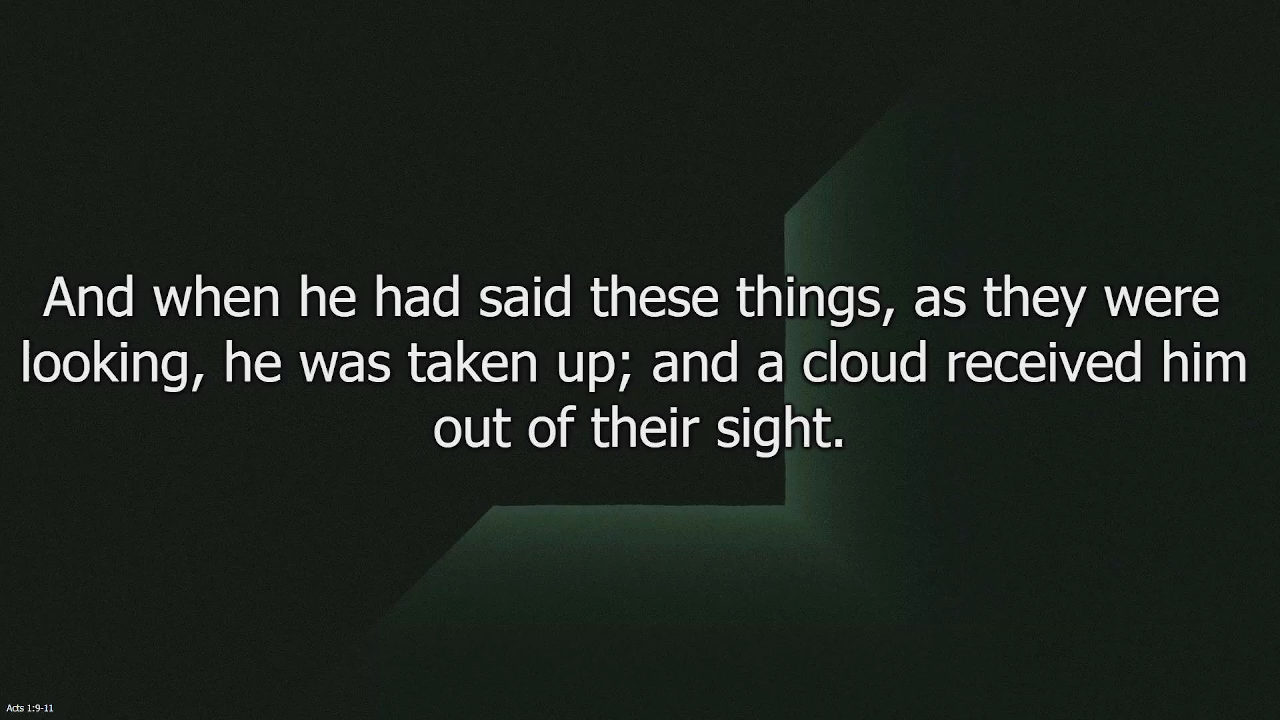 And when he had said these things, as they were
looking, he was taken up; and a cloud received him
out of their sight.
Acts 1:9-11